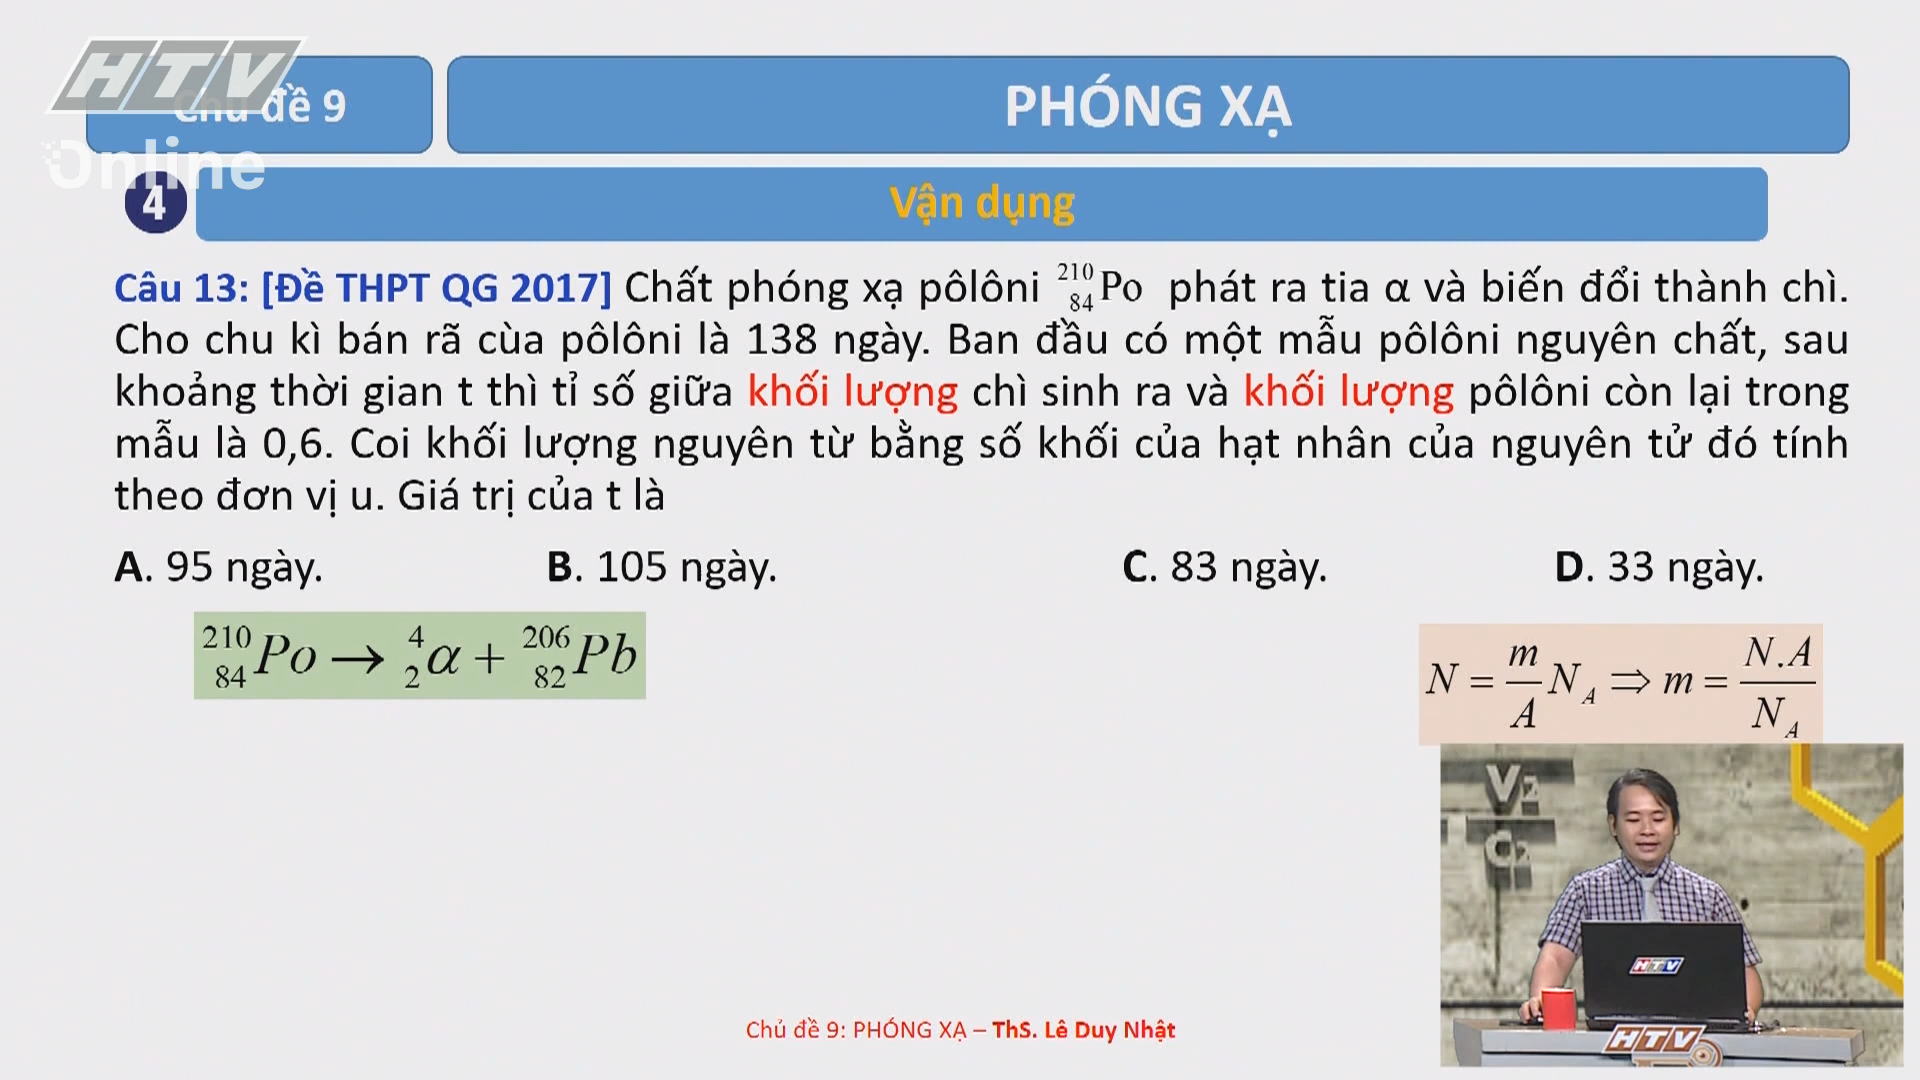 HTV
Online
Chủ đề 9
PHÓNG XẠ
4
Vận dụng
Câu 13: [Đề THPT QG 2017] Chất phóng xạ pôlôni ²¹⁰₈₄Po phát ra tia α và biến đổi thành chì.
Cho chu kì bán rã cùa pôlôni là 138 ngày. Ban đầu có một mẫu pôlôni nguyên chất, sau
khoảng thời gian t thì tỉ số giữa khối lượng chì sinh ra và khối lượng pôlôni còn lại trong
mẫu là 0,6. Coi khối lượng nguyên từ bằng số khối của hạt nhân của nguyên tử đó tính
theo đơn vị u. Giá trị của t là
A. 95 ngày. B. 105 ngày. C. 83 ngày. D. 33 ngày.
²¹⁰₈₄Po → ⁴₂α + ²⁰⁶₈₂Pb
N = m/A N_A ⇒ m = N.A/N_A
V2
C2
HTV
HTV
Chủ đề 9: PHÓNG XẠ – ThS. Lê Duy Nhật